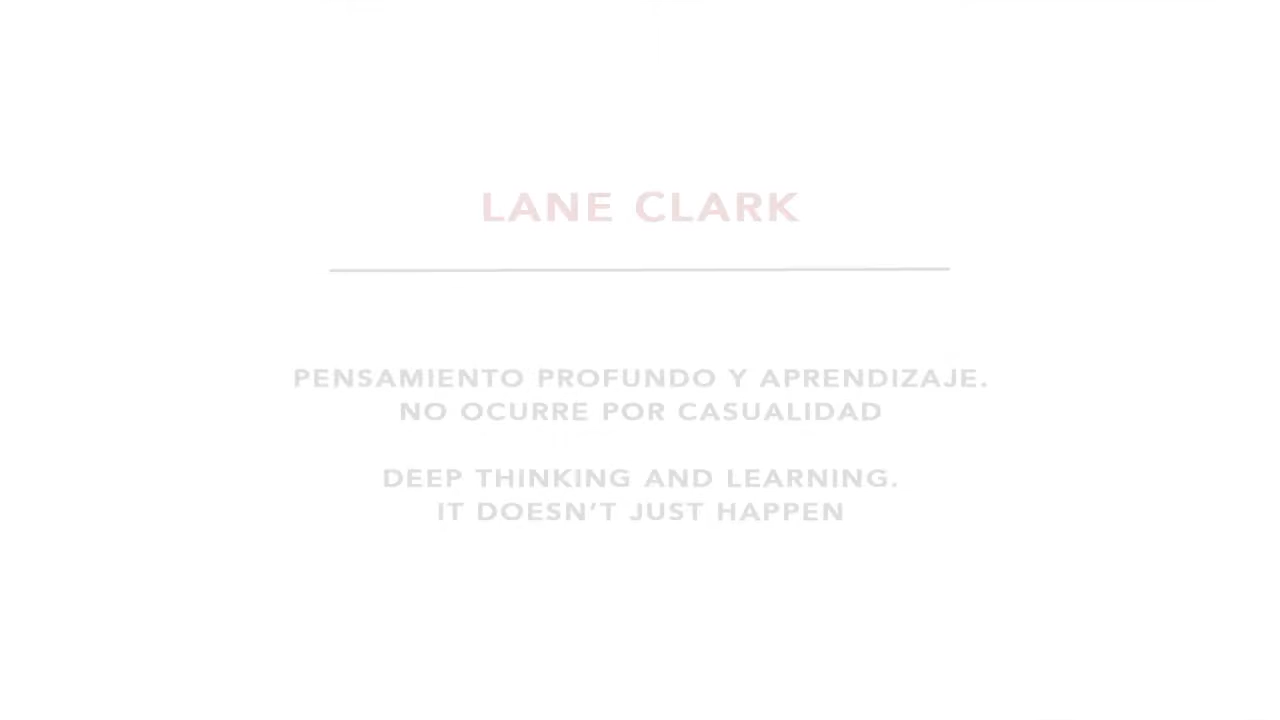 LANE CLARK
PENSAMIENTO PROFUNDO Y APRENDIZAJE.
NO OCURRE POR CASUALIDAD
DEEP THINKING AND LEARNING.
IT DOESN'T JUST HAPPEN